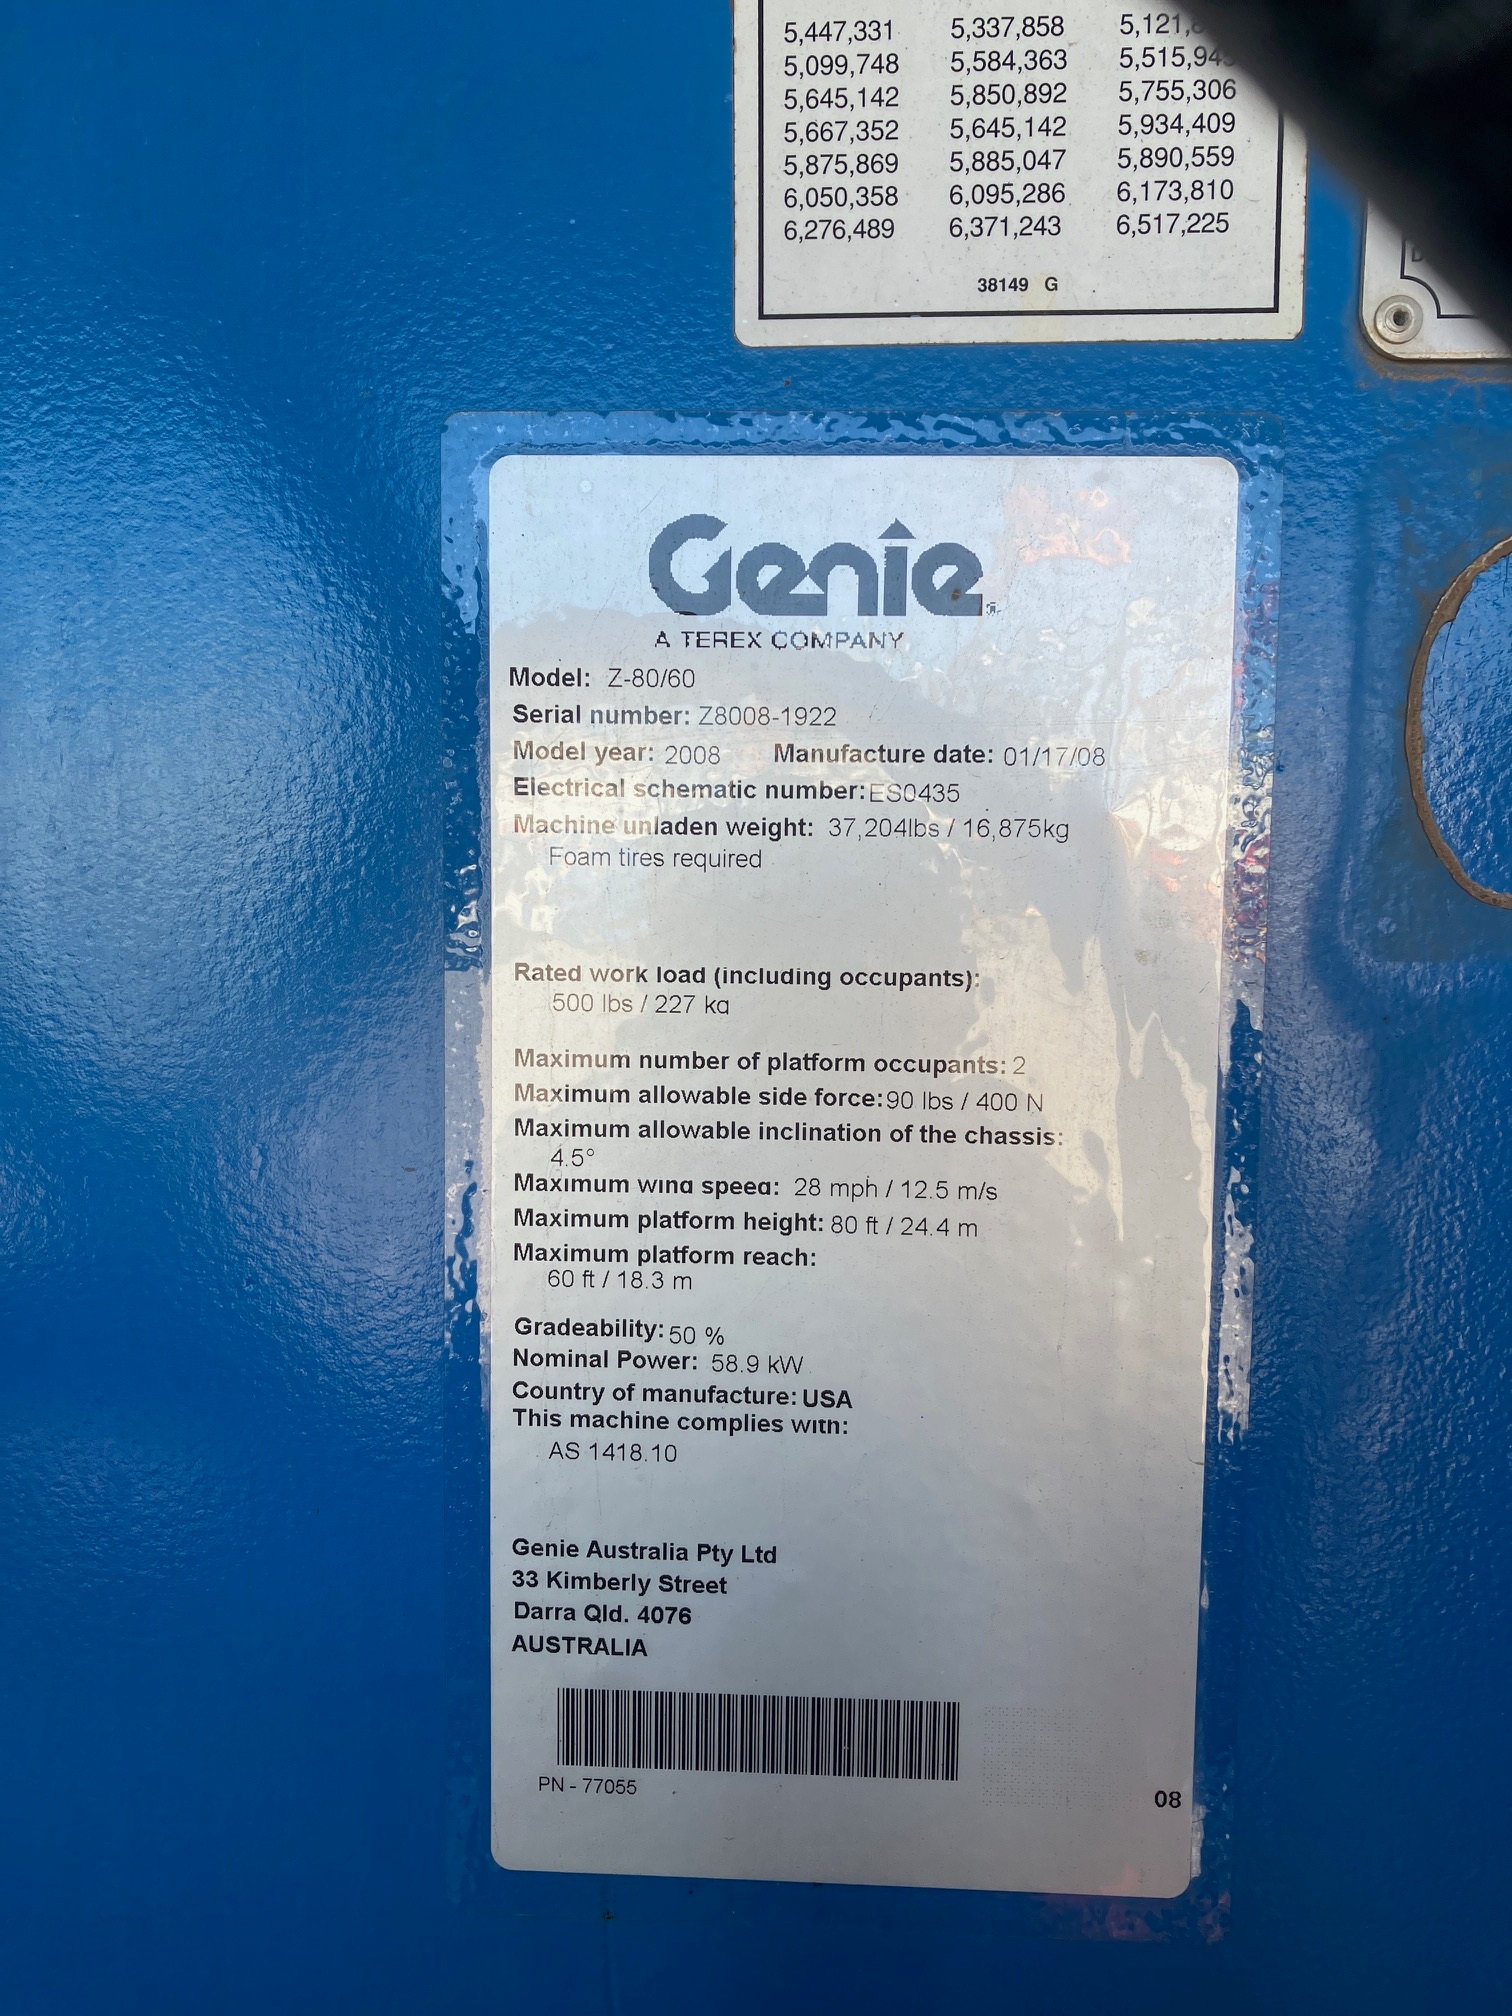 5,447,331 5,337,858
5,099,748 5,584,363
5,645,142 5,850,892 5,755,306
5,667,352 5,645,142 5,934,409
5,875,869 5,885,047 5,890,559
6,050,358 6,095,286 6,173,810
6,276,489 6,371,243 6,517,225
38149 G
Genie
A TEREX COMPANY
Model: Z-80/60
Serial number: Z8008-1922
Model year: 2008 Manufacture date: 01/17/08
Electrical schematic number: ES0435
Machine unladen weight: 37,204lbs / 16,875kg
Foam tires required
Rated work load (including occupants):
500 lbs / 227 kg
Maximum number of platform occupants: 2
Maximum allowable side force: 90 lbs / 400 N
Maximum allowable inclination of the chassis:
4.5°
Maximum wind speed: 28 mph / 12.5 m/s
Maximum platform height: 80 ft / 24.4 m
Maximum platform reach:
60 ft / 18.3 m
Gradeability: 50 %
Nominal Power: 58.9 kW
Country of manufacture: USA
This machine complies with:
AS 1418.10
Genie Australia Pty Ltd
33 Kimberly Street
Darra Qld. 4076
AUSTRALIA
PN - 77055
08